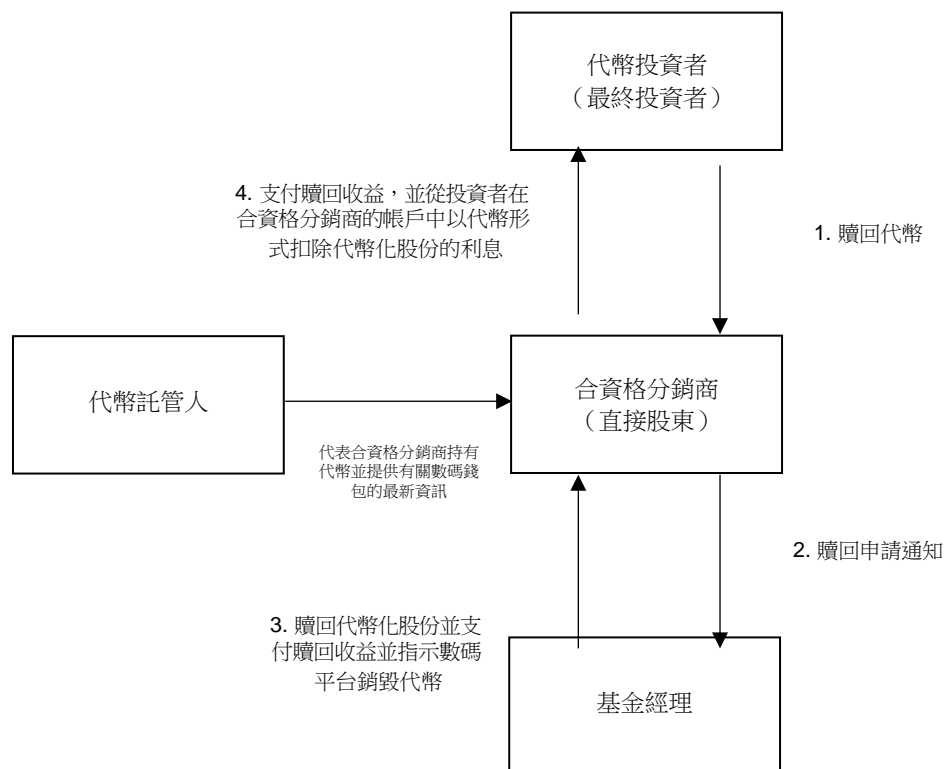 代幣投資者
（最終投資者）
4. 支付贖回收益，並從投資者在
合資格分銷商的帳戶中以代幣形
式扣除代幣化股份的利息
1. 贖回代幣
代幣託管人
合資格分銷商
（直接股東）
代表合資格分銷商持有
代幣並提供有關數碼錢
包的最新資訊
2. 贖回申請通知
3. 贖回代幣化股份並支
付贖回收益並指示數碼
平台銷毀代幣
基金經理